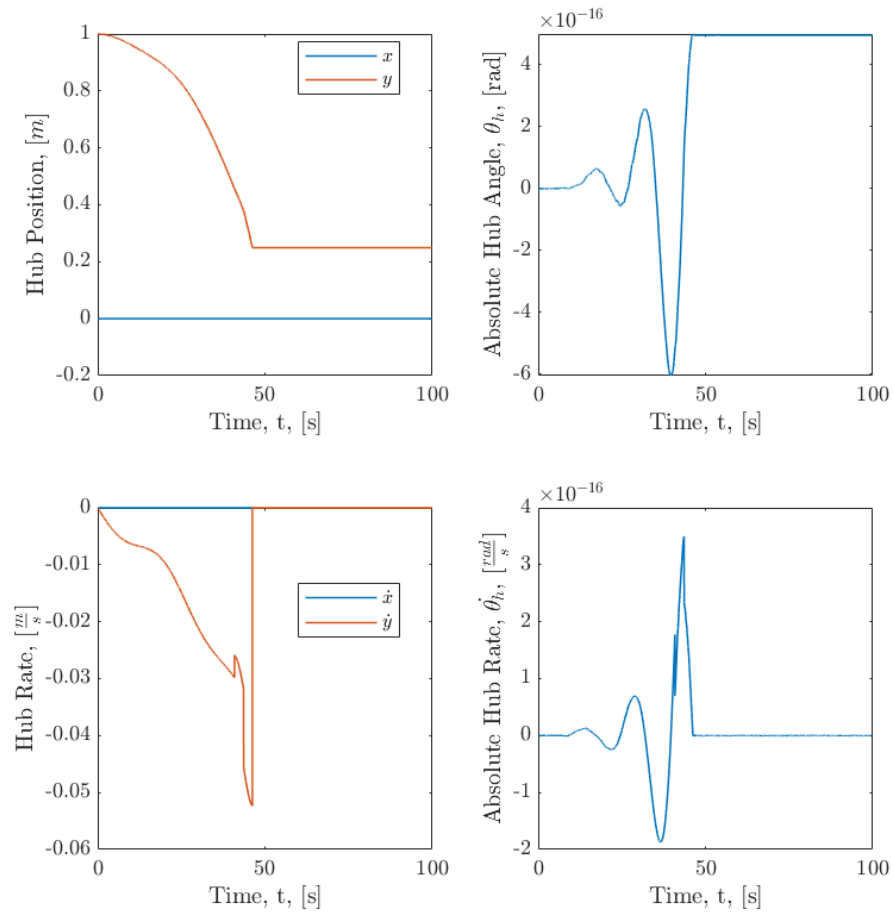 1
0.8
0.6
0.4
0.2
0
-0.2
0 50 100
Time, t, [s]
Hub Position, [m]
x
y
×10⁻¹⁶
4
2
0
-2
-4
-6
0 50 100
Time, t, [s]
Absolute Hub Angle, θₕ, [rad]
0
-0.01
-0.02
-0.03
-0.04
-0.05
-0.06
0 50 100
Time, t, [s]
Hub Rate, [m/s]
ẋ
ẏ
×10⁻¹⁶
4
3
2
1
0
-1
-2
0 50 100
Time, t, [s]
Absolute Hub Rate, θ̇ₕ, [rad/s]